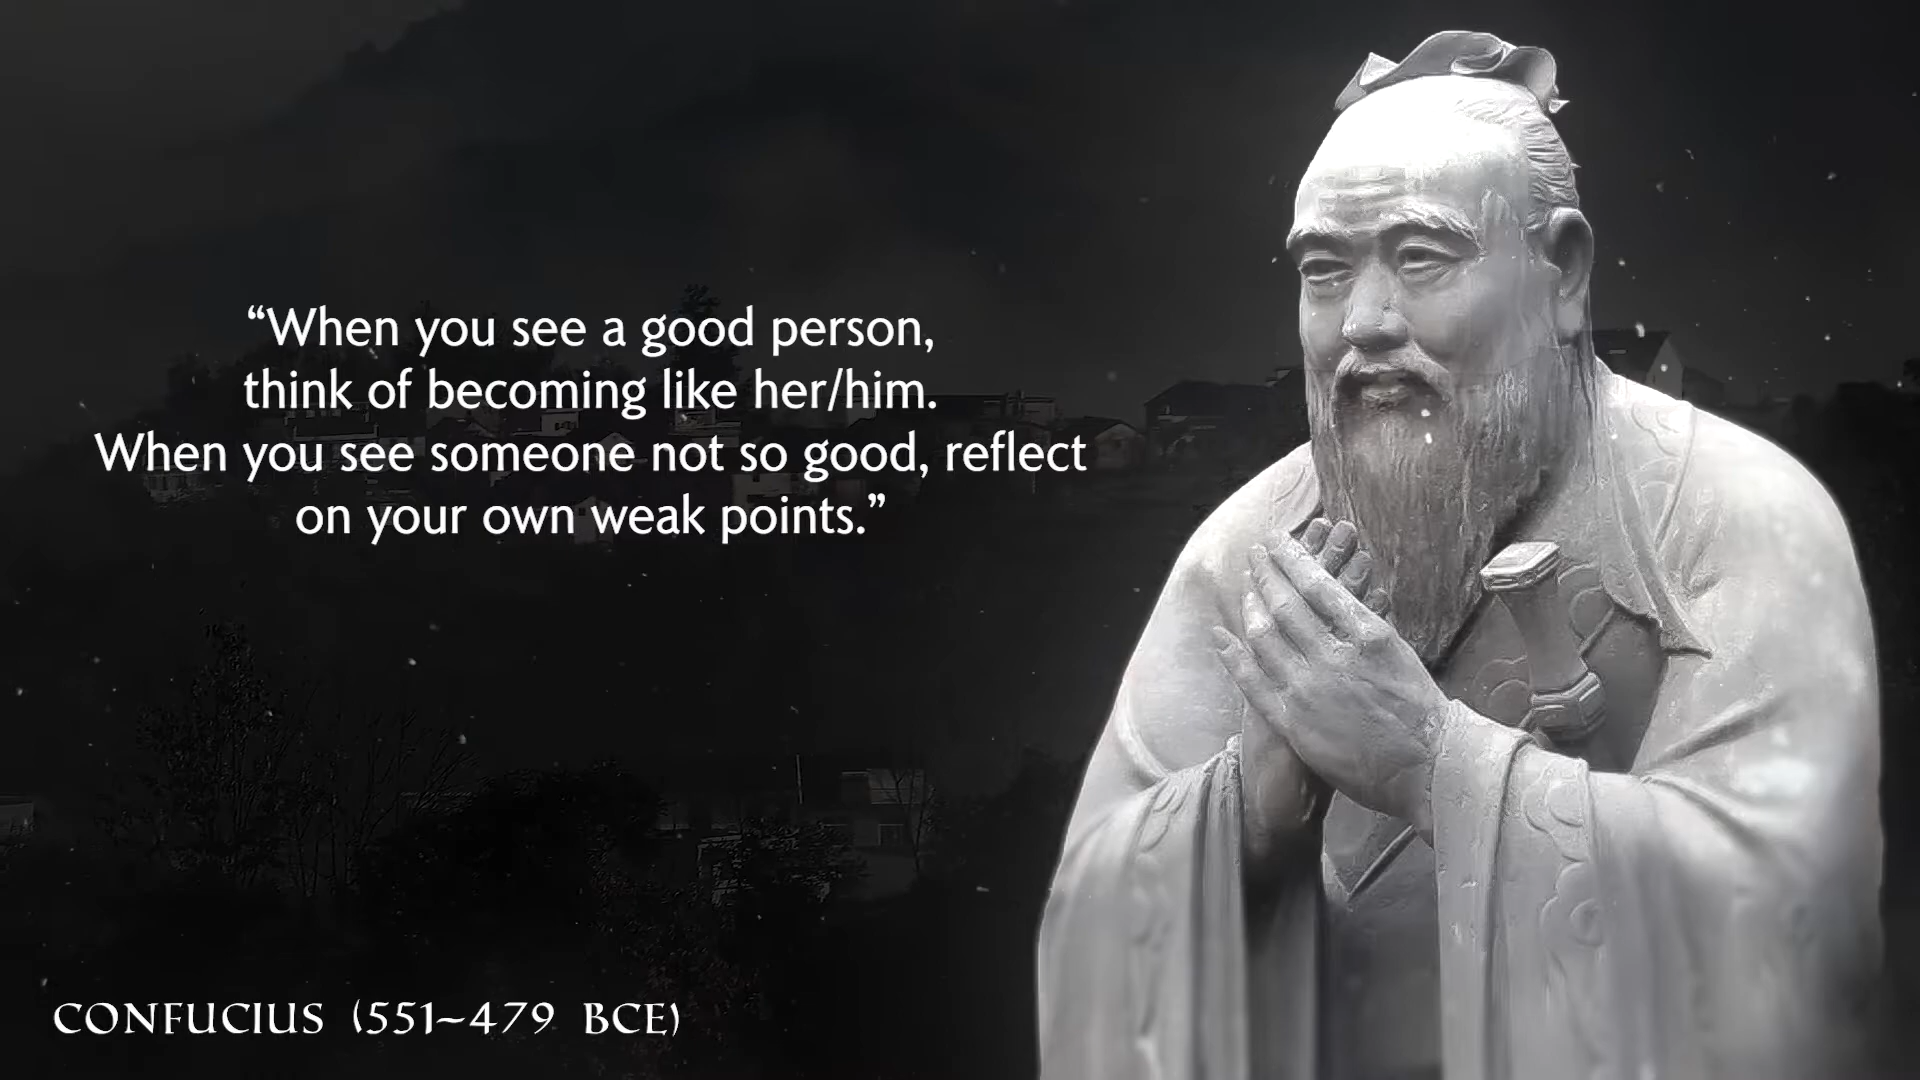 “When you see a good person,
think of becoming like her/him.
When you see someone not so good, reflect
on your own weak points.”
CONFUCIUS (551–479 BCE)